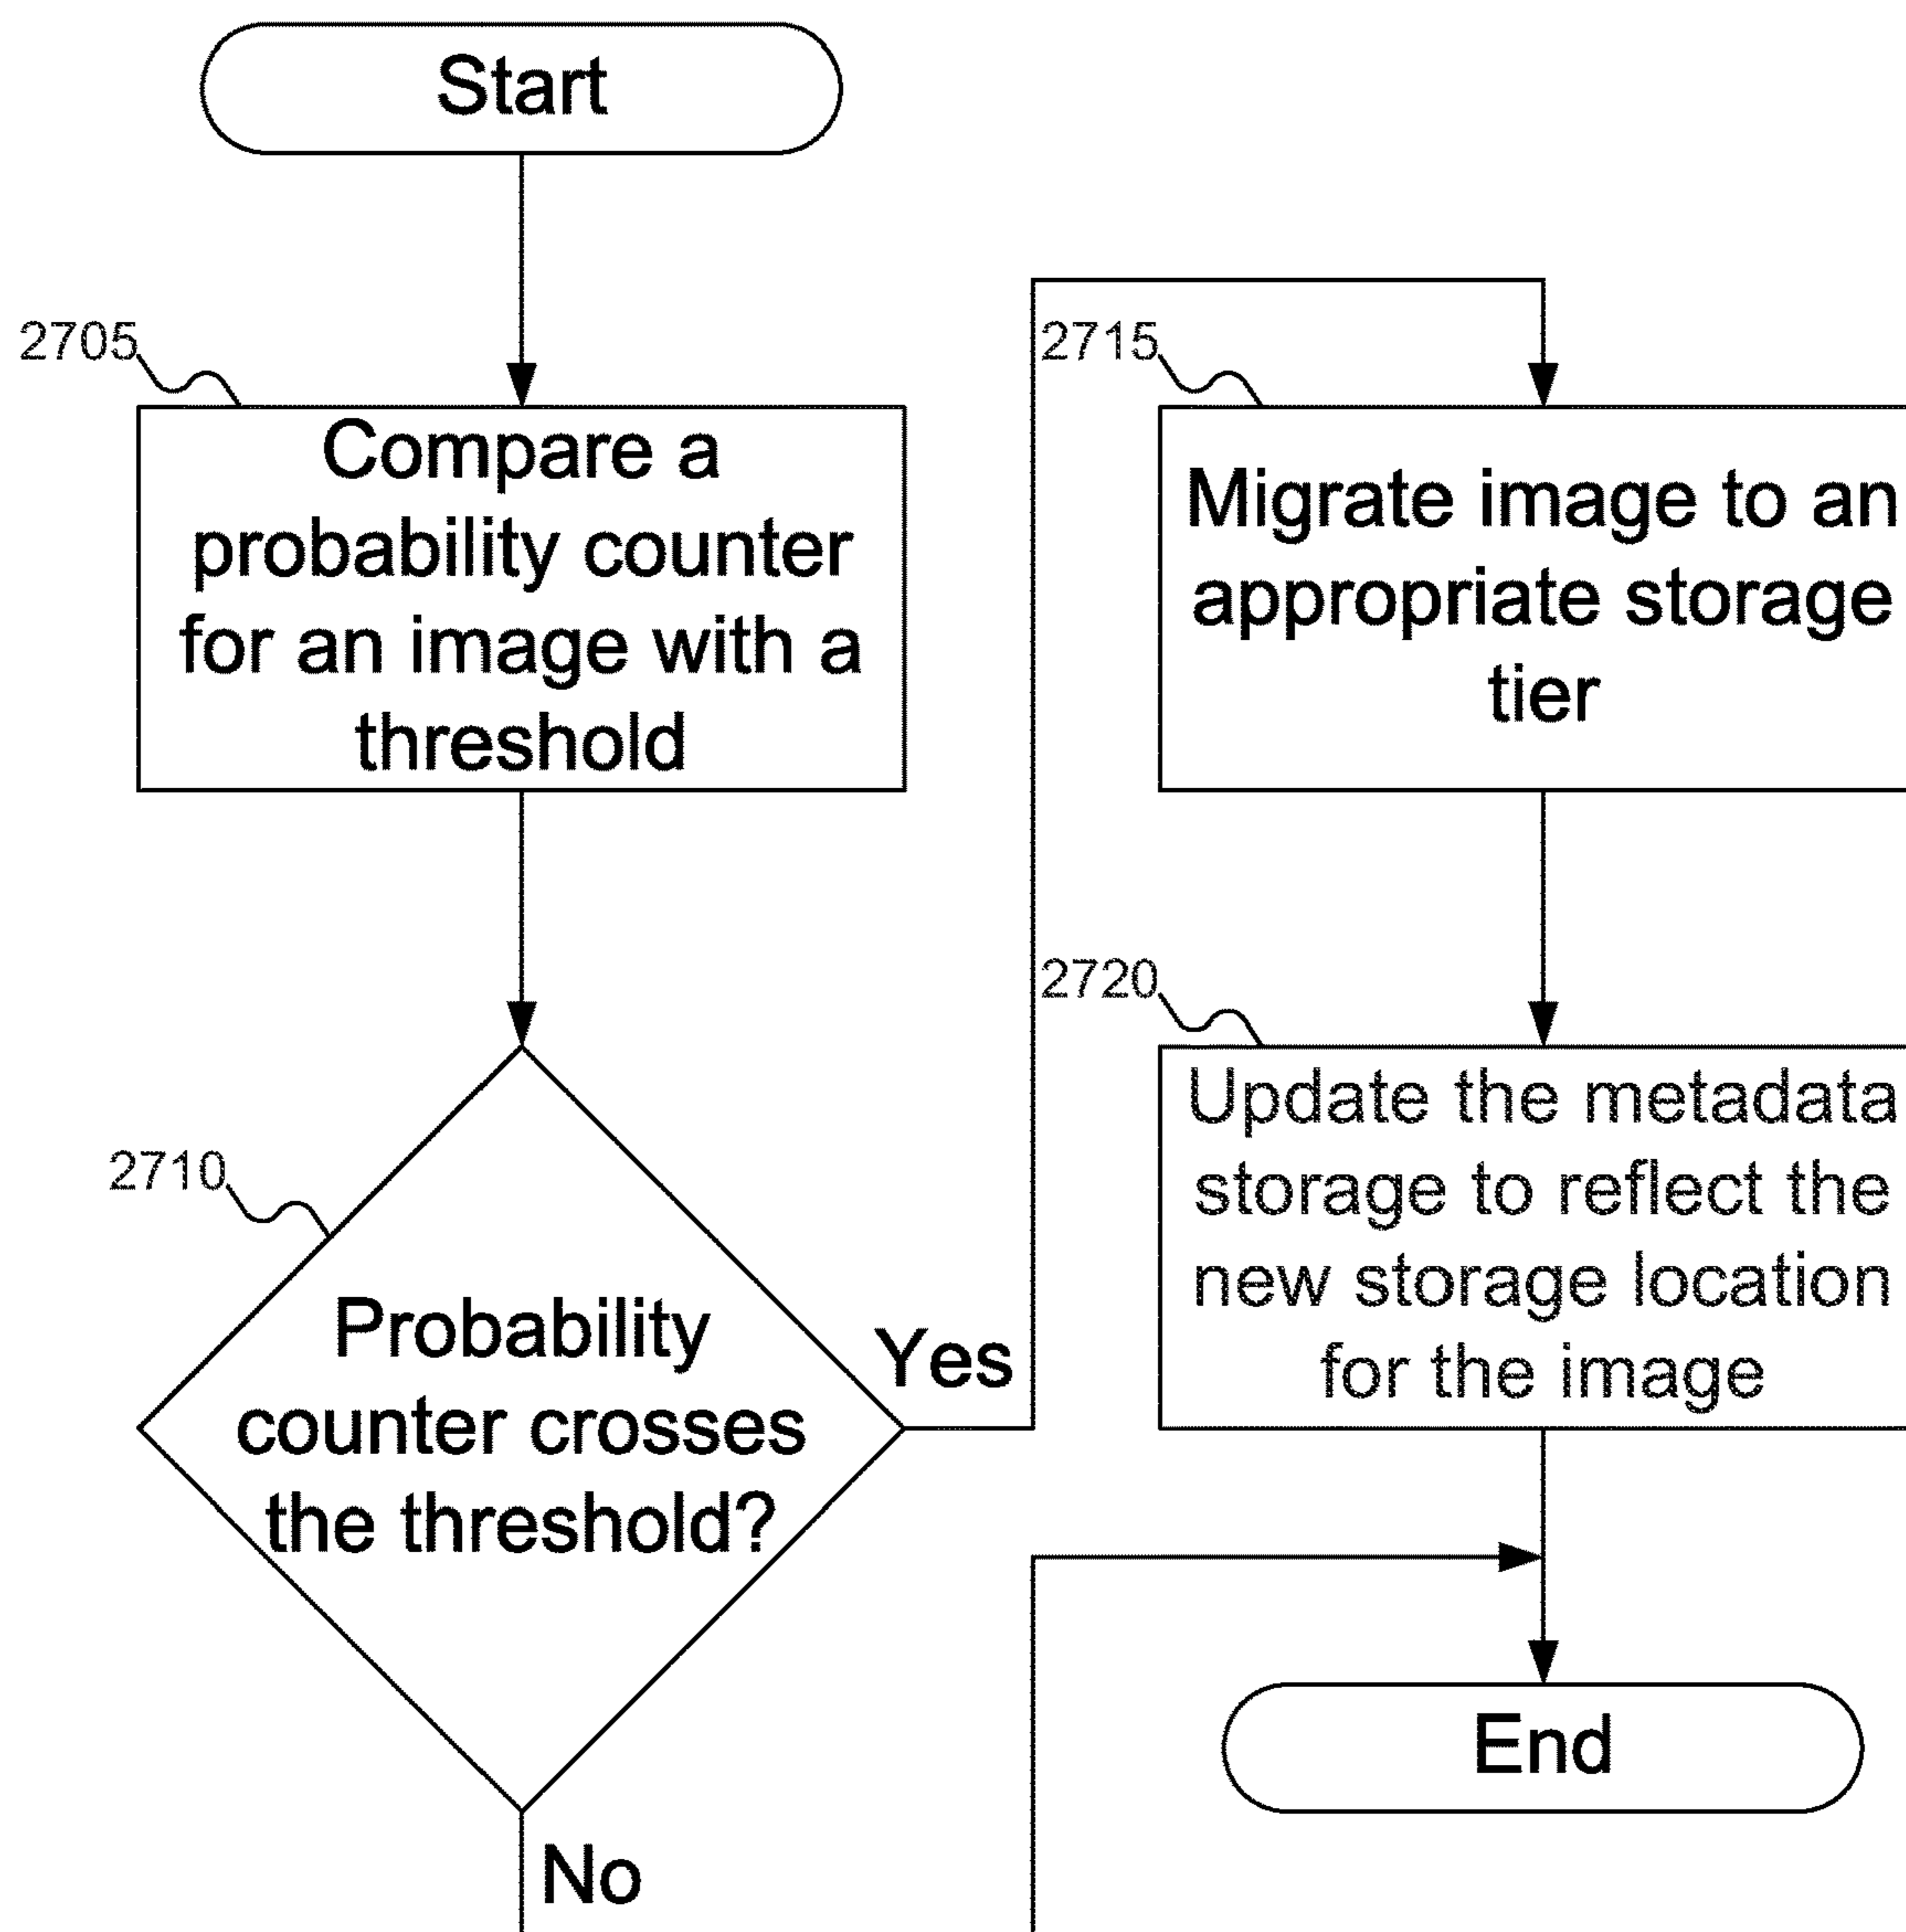 Start
2705
Compare a
probability counter
for an image with a
threshold
2710
Probability
counter crosses
the threshold?
Yes
No
2715
Migrate image to an
appropriate storage
tier
2720
Update the metadata
storage to reflect the
new storage location
for the image
End